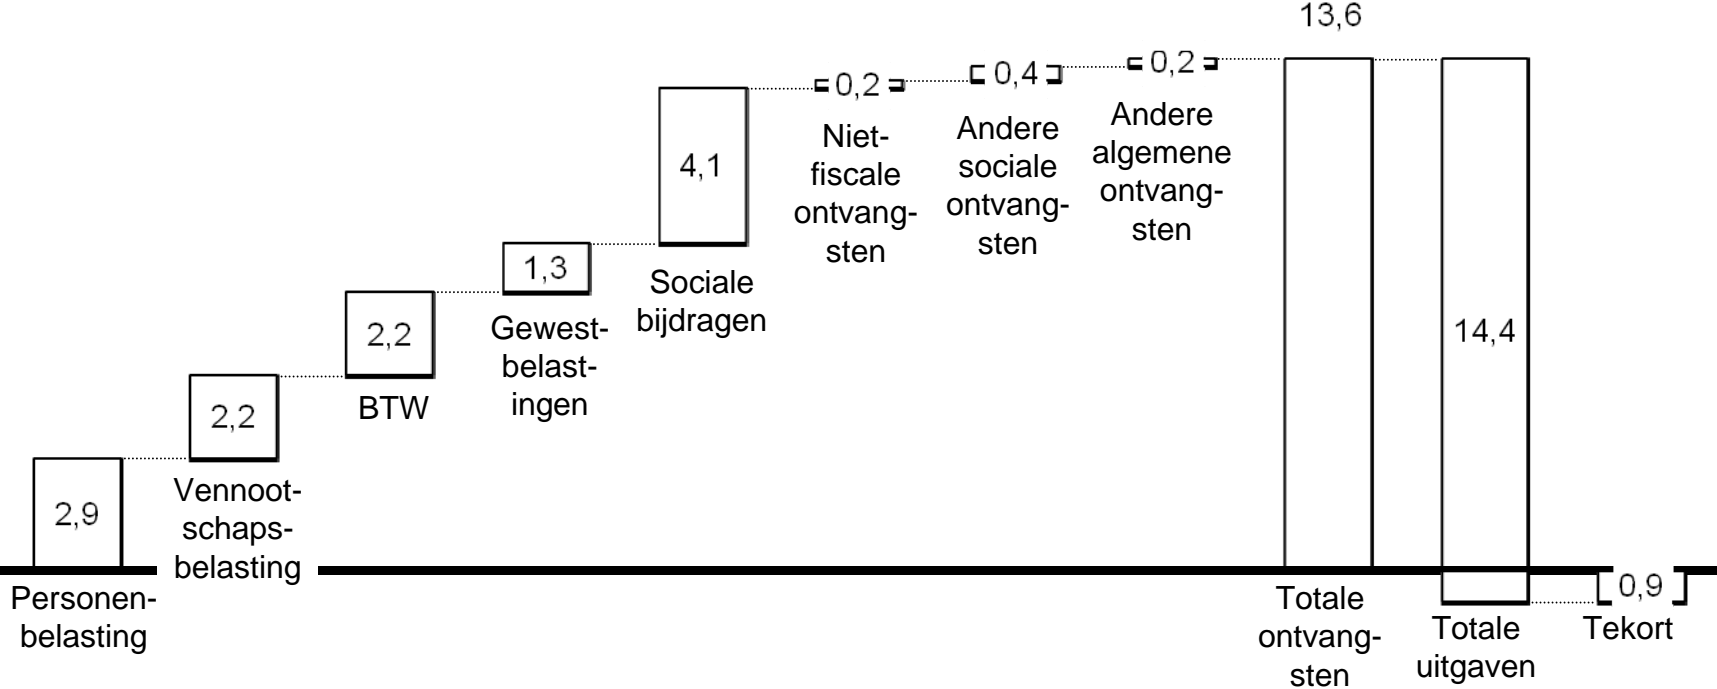 13,6
0,2
0,4
0,2
4,1
1,3
2,2
2,2
2,9
14,4
0,9
Personen-
belasting
Vennoot-
schaps-
belasting
BTW
Gewest-
belast-
ingen
Sociale
bijdragen
Niet-
fiscale
ontvang-
sten
Andere
sociale
ontvang-
sten
Andere
algemene
ontvang-
sten
Totale
ontvang-
sten
Totale
uitgaven
Tekort